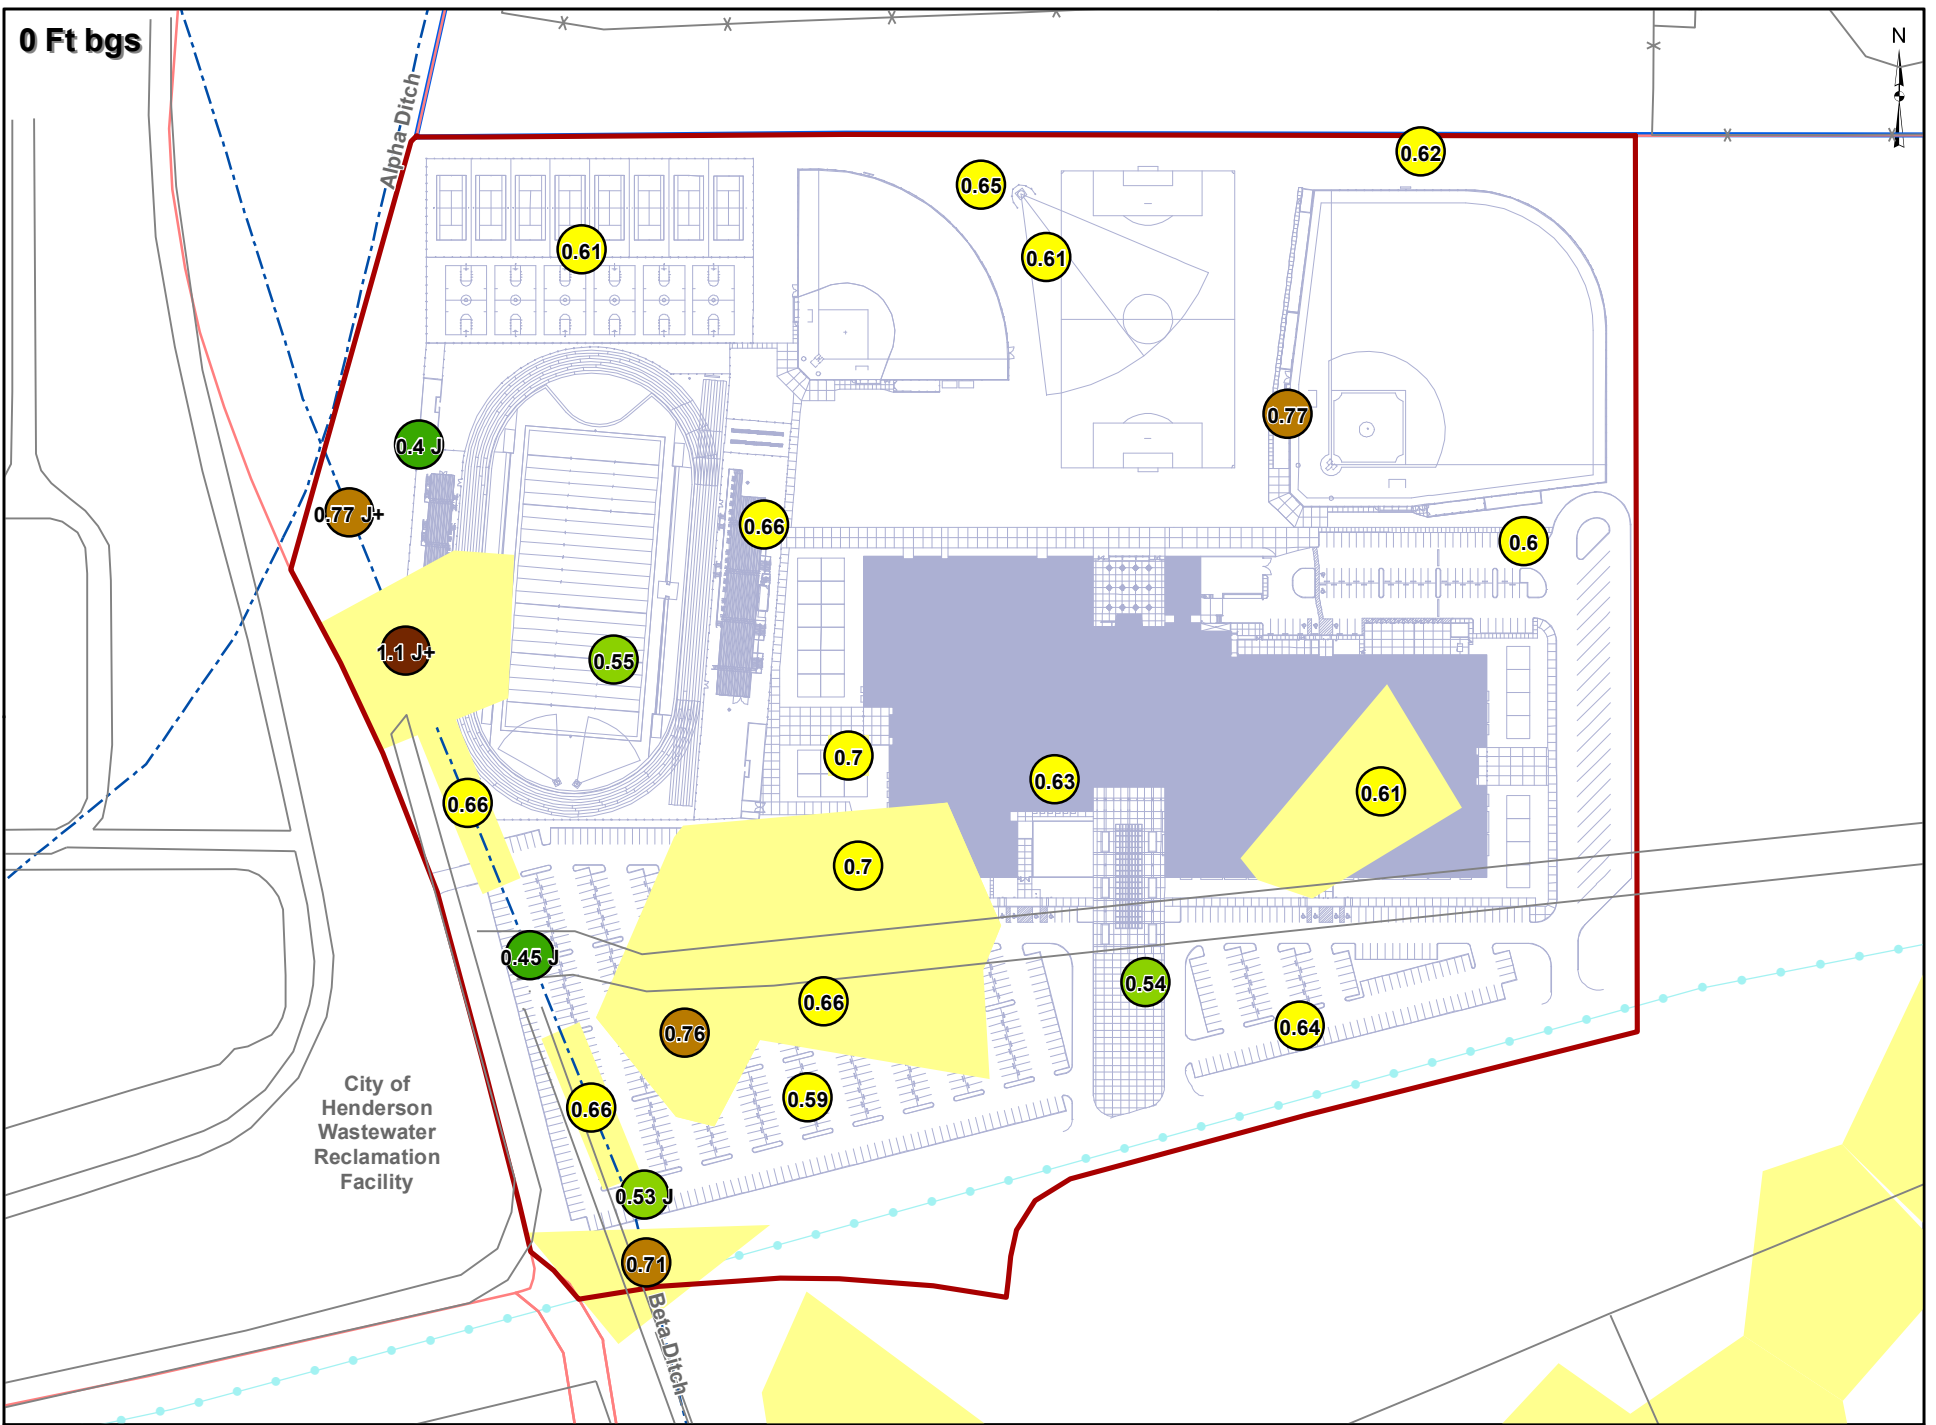 0 Ft bgs
N
Alpha Ditch
0.62
0.65
0.61
0.61
0.77
0.4 J
0.77 J+
0.66
0.6
1.1 J+
0.55
0.7
0.63
0.61
0.66
0.7
0.45 J
0.54
0.66
0.64
0.76
0.59
0.66
City of
Henderson
Wastewater
Reclamation
Facility
0.53 J
0.71
Beta Ditch